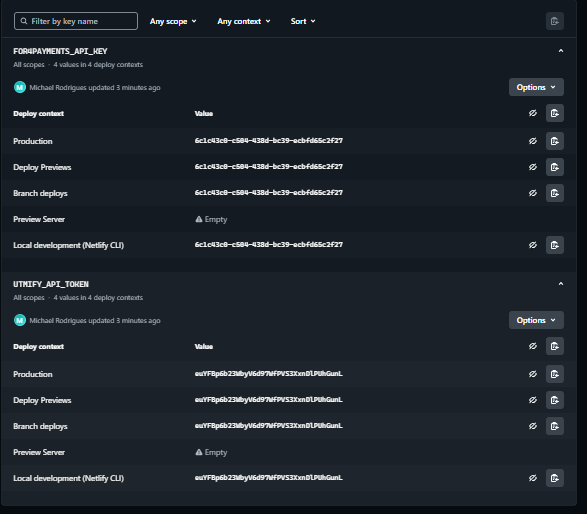 Filter by key name Any scope Any context Sort
FOR4PAYMENTS_API_KEY
All scopes · 4 values in 4 deploy contexts
M Michael Rodrigues updated 3 minutes ago Options
Deploy context Value
Production 6c1c43c0-c504-438d-bc39-ecbfd65c2f27
Deploy Previews 6c1c43c0-c504-438d-bc39-ecbfd65c2f27
Branch deploys 6c1c43c0-c504-438d-bc39-ecbfd65c2f27
Preview Server Empty
Local development (Netlify CLI) 6c1c43c0-c504-438d-bc39-ecbfd65c2f27
UTMIFY_API_TOKEN
All scopes · 4 values in 4 deploy contexts
M Michael Rodrigues updated 3 minutes ago Options
Deploy context Value
Production
Deploy Previews
Branch deploys
Preview Server Empty
Local development (Netlify CLI)